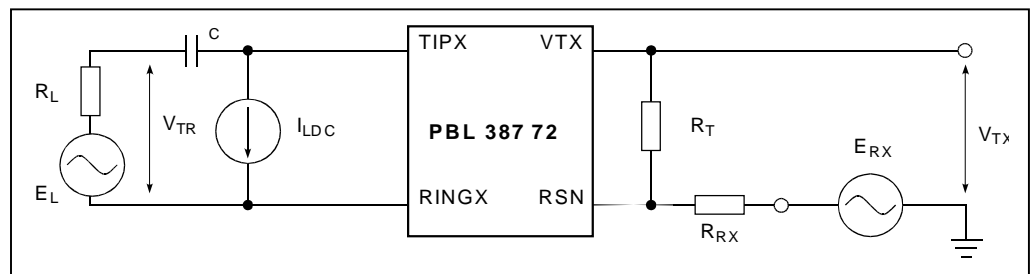 C
TIPX VTX
R_L
V_TR
I_LDC
PBL 387 72
R_T
E_RX
V_TX
E_L
RINGX RSN
R_RX